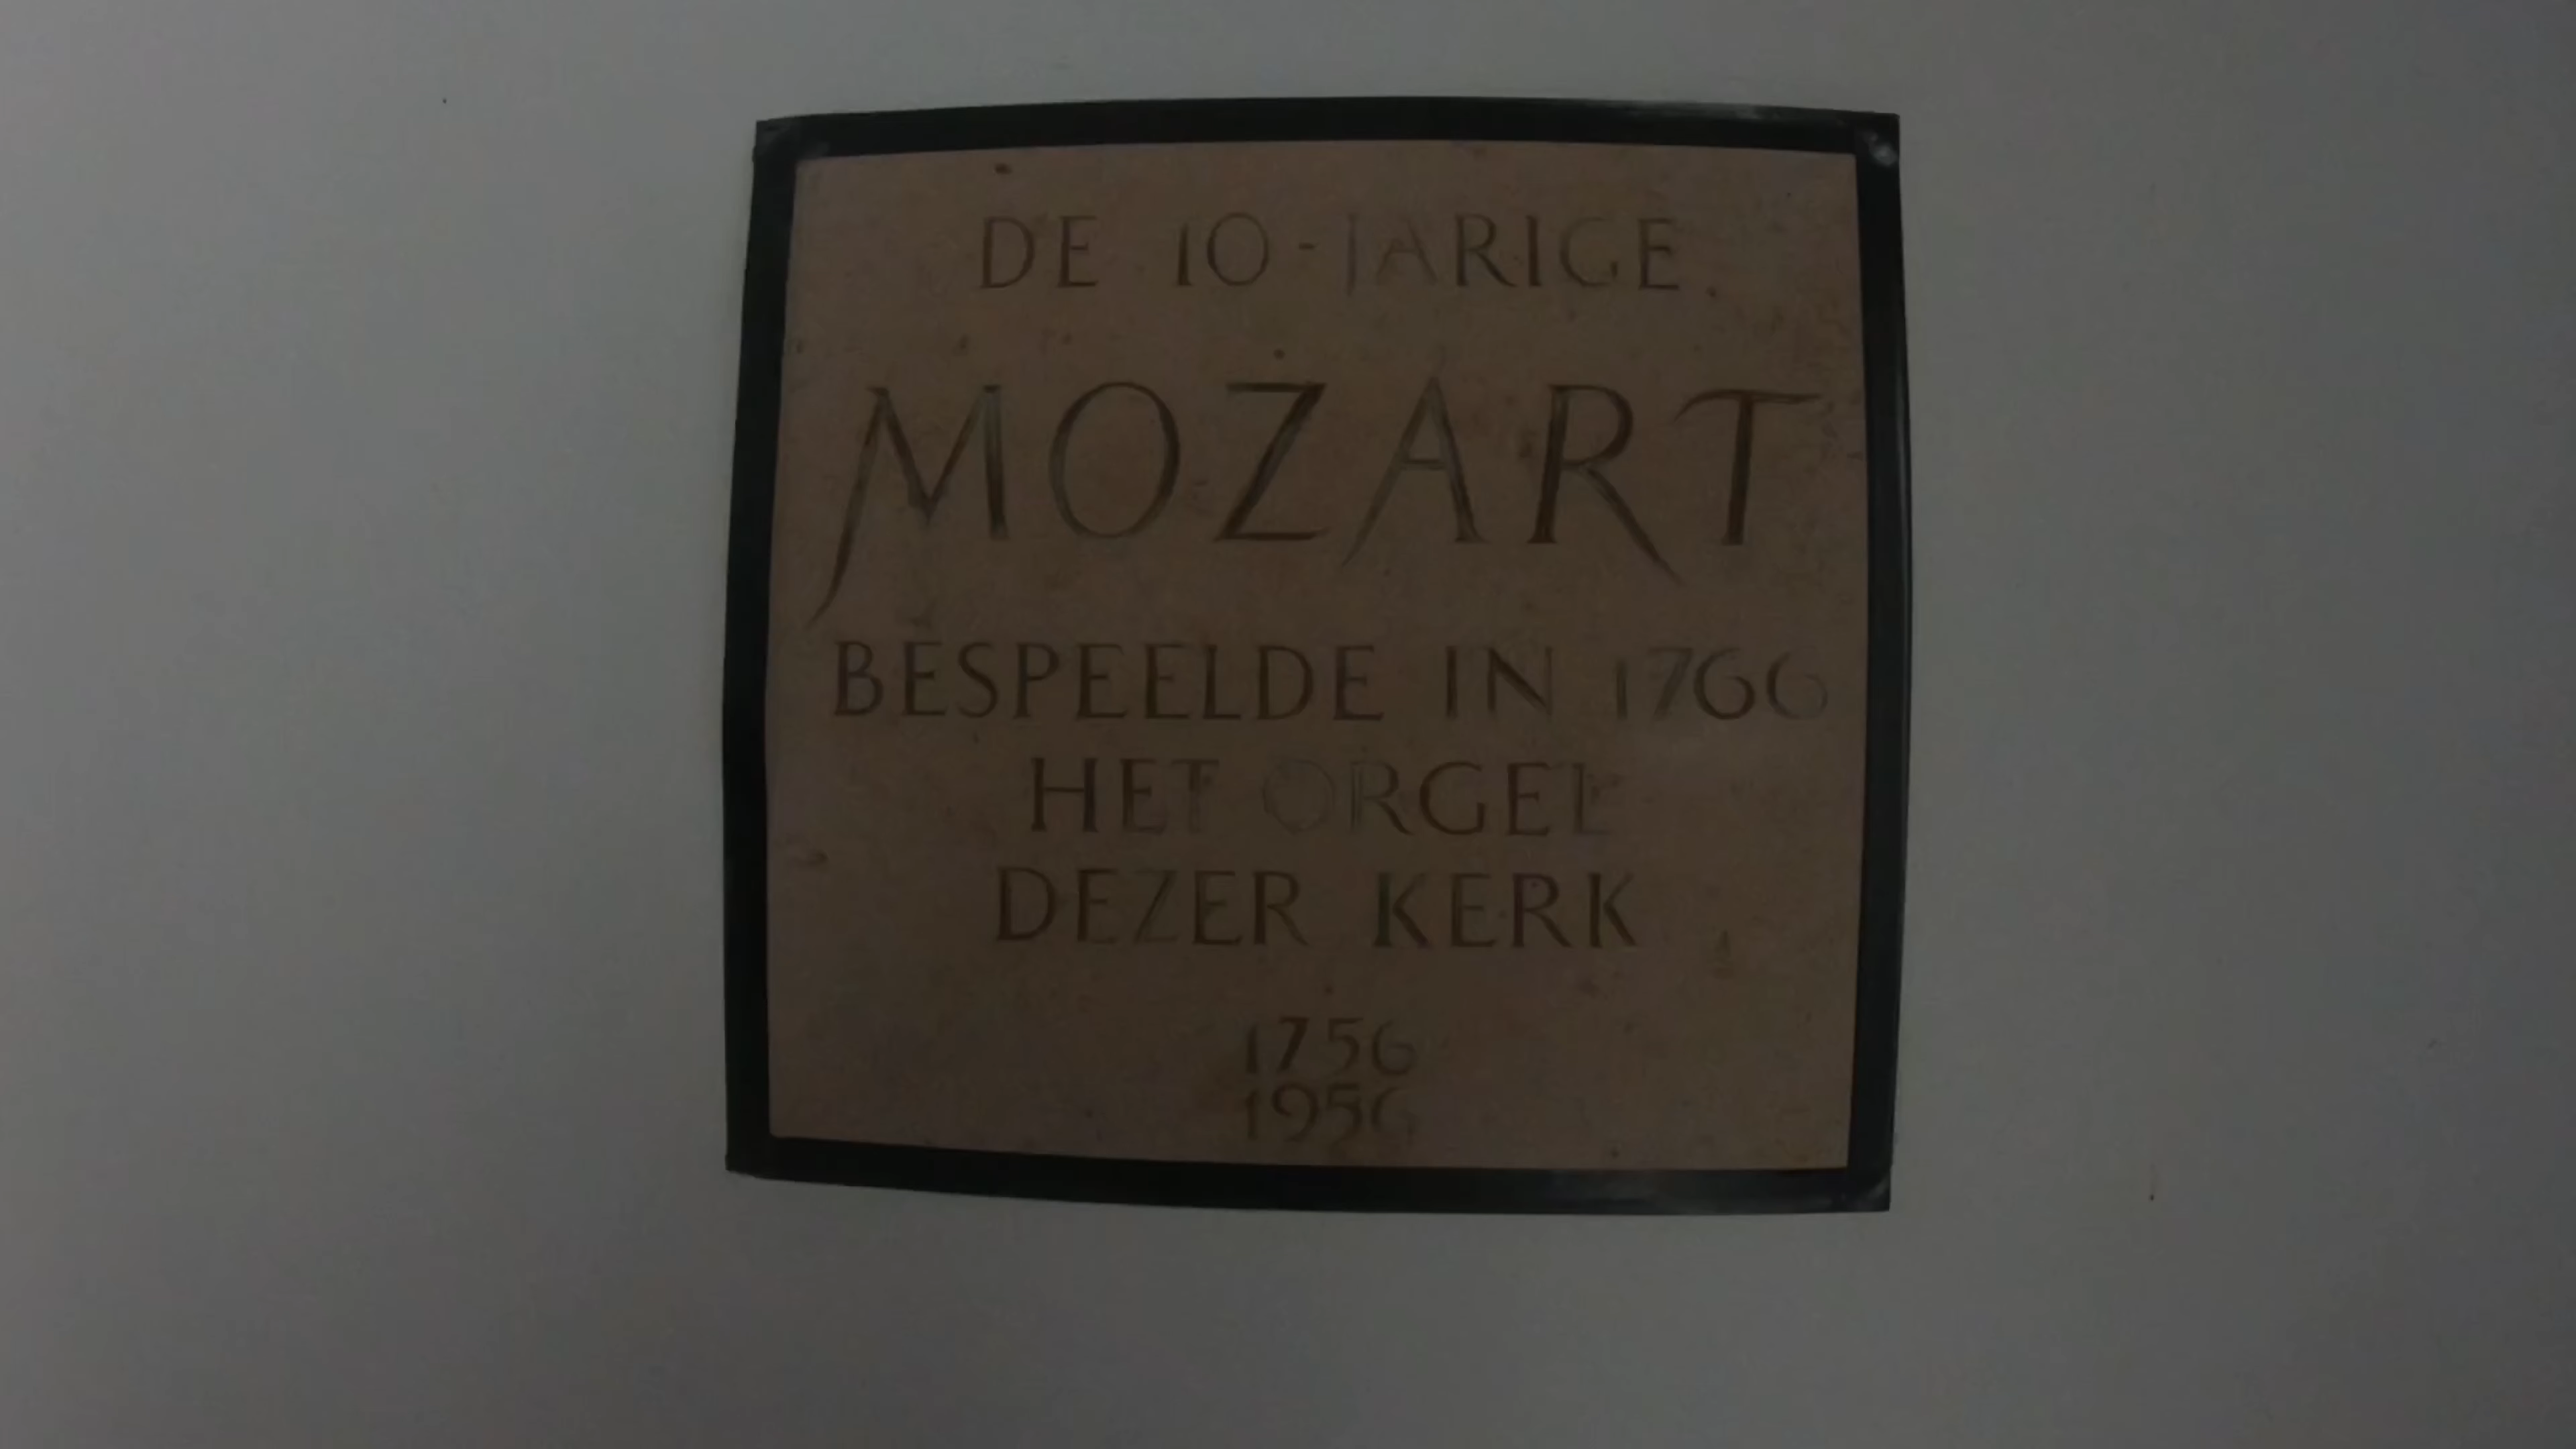 DE 10-JARIGE
MOZART
BESPEELDE IN 1766
HET ORGEL
DEZER KERK
1756
1956